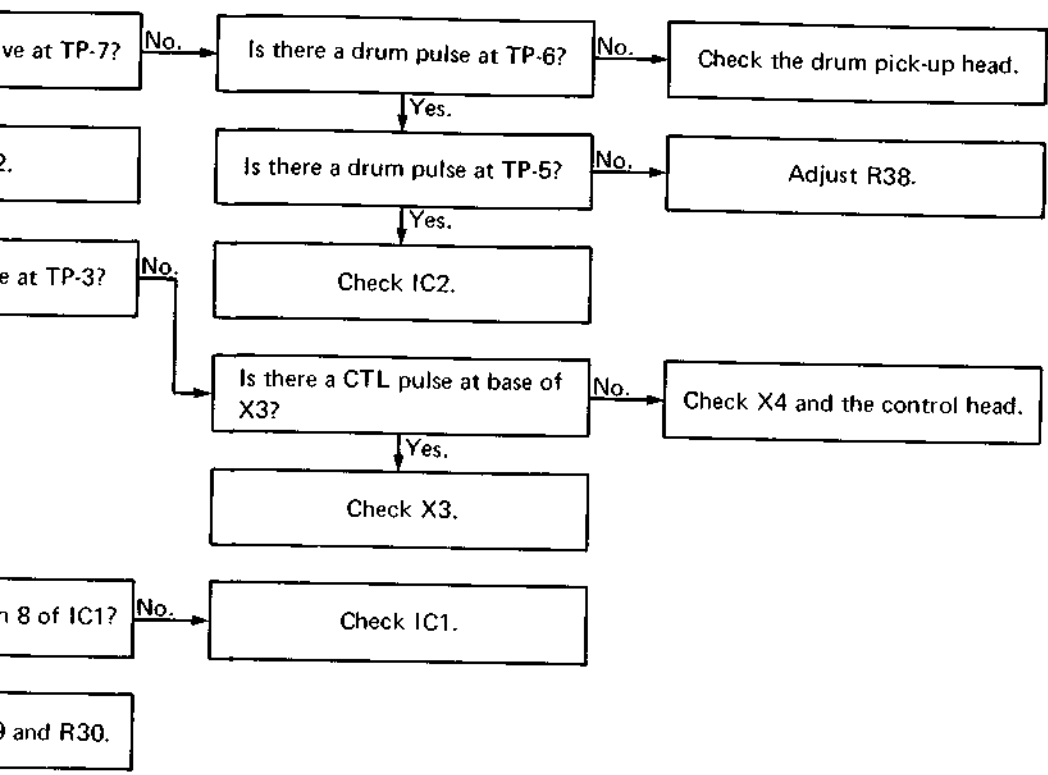 ve at TP-7?
No.
Is there a drum pulse at TP-6?
No.
Check the drum pick-up head.
Yes.
2.
Is there a drum pulse at TP-5?
No.
Adjust R38.
Yes.
e at TP-3?
No.
Check IC2.
Is there a CTL pulse at base of
X3?
No.
Check X4 and the control head.
Yes.
Check X3.
n 8 of IC1?
No.
Check IC1.
9 and R30.